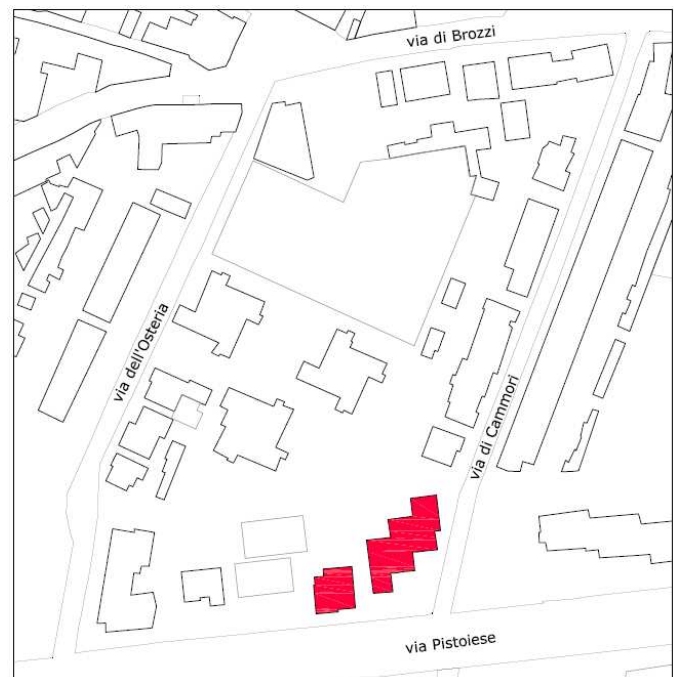 via di Brozzi
via dell'Osteria
via di Cammori
via Pistoiese